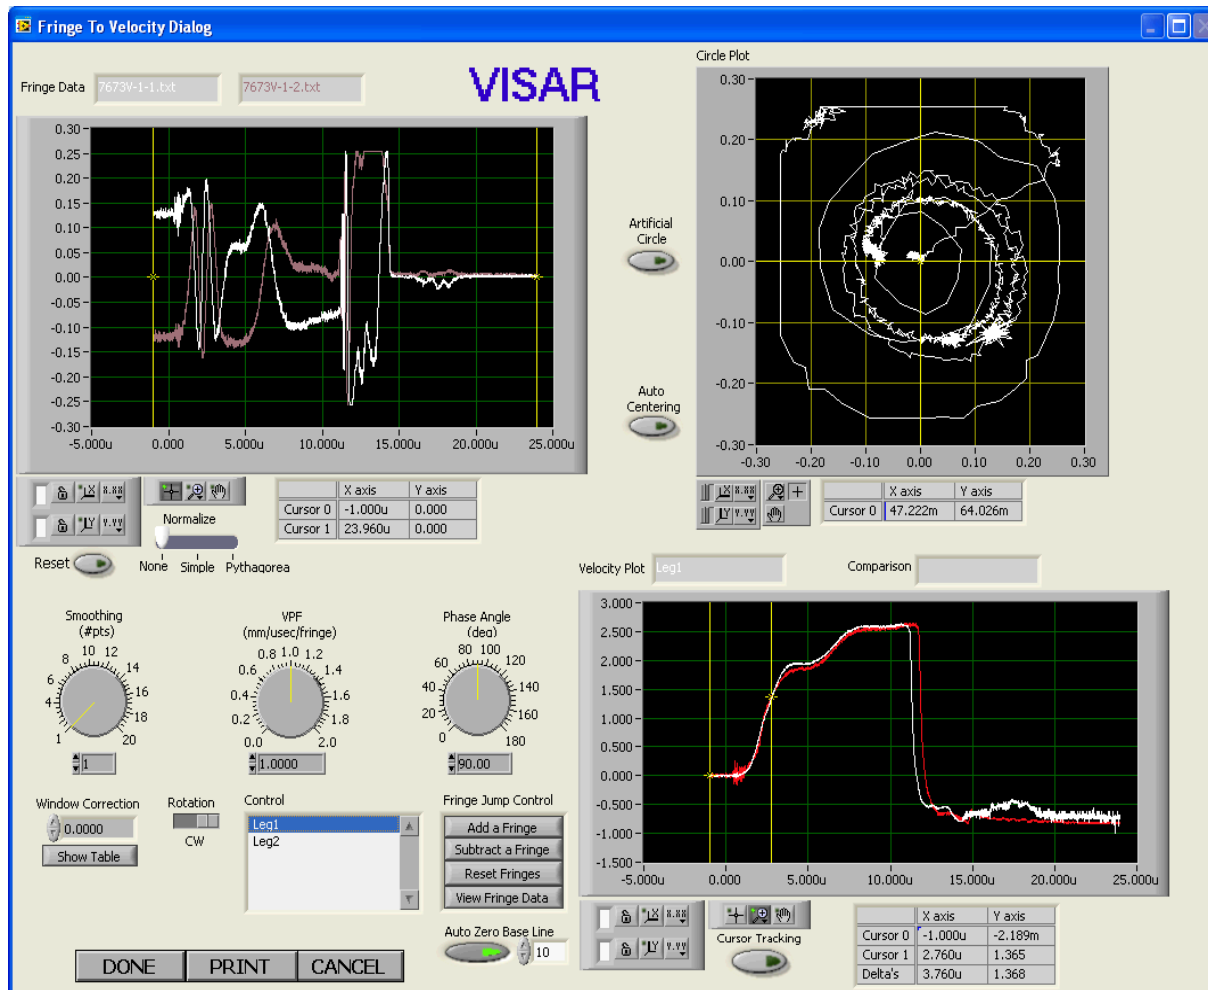 Fringe To Velocity Dialog
Fringe Data 7673V-1-1.txt 7673V-1-2.txt
VISAR
0.30
0.25
0.20
0.15
0.10
0.05
0.00
-0.05
-0.10
-0.15
-0.20
-0.25
-0.30
-5.000u 0.000 5.000u 10.000u 15.000u 20.000u 25.000u
X axis Y axis
Cursor 0 -1.000u 0.000
Cursor 1 23.960u 0.000
Normalize
None Simple Pythagorea
Reset
Circle Plot
0.30
0.20
0.10
0.00
-0.10
-0.20
-0.30
-0.30 -0.20 -0.10 0.00 0.10 0.20 0.30
Artificial
Circle
Auto
Centering
X axis Y axis
Cursor 0 47.222m 64.026m
Smoothing
(#pts)
1 4 6 8 10 12 14 16 18 20
1
VPF
(mm/usec/fringe)
0.0 0.2 0.4 0.6 0.8 1.0 1.2 1.4 1.6 1.8 2.0
1.0000
Phase Angle
(deg)
0 20 40 60 80 100 120 140 160 180
90.00
Window Correction
0.0000
Show Table
Rotation
CW
Control
Leg1
Leg2
Fringe Jump Control
Add a Fringe
Subtract a Fringe
Reset Fringes
View Fringe Data
Auto Zero Base Line
10
DONE PRINT CANCEL
Velocity Plot Leg1 Comparison
3.000
2.500
2.000
1.500
1.000
0.500
0.000
-0.500
-1.000
-1.500
-5.000u 0.000 5.000u 10.000u 15.000u 20.000u 25.000u
Cursor Tracking
X axis Y axis
Cursor 0 -1.000u -2.189m
Cursor 1 2.760u 1.365
Delta's 3.760u 1.368